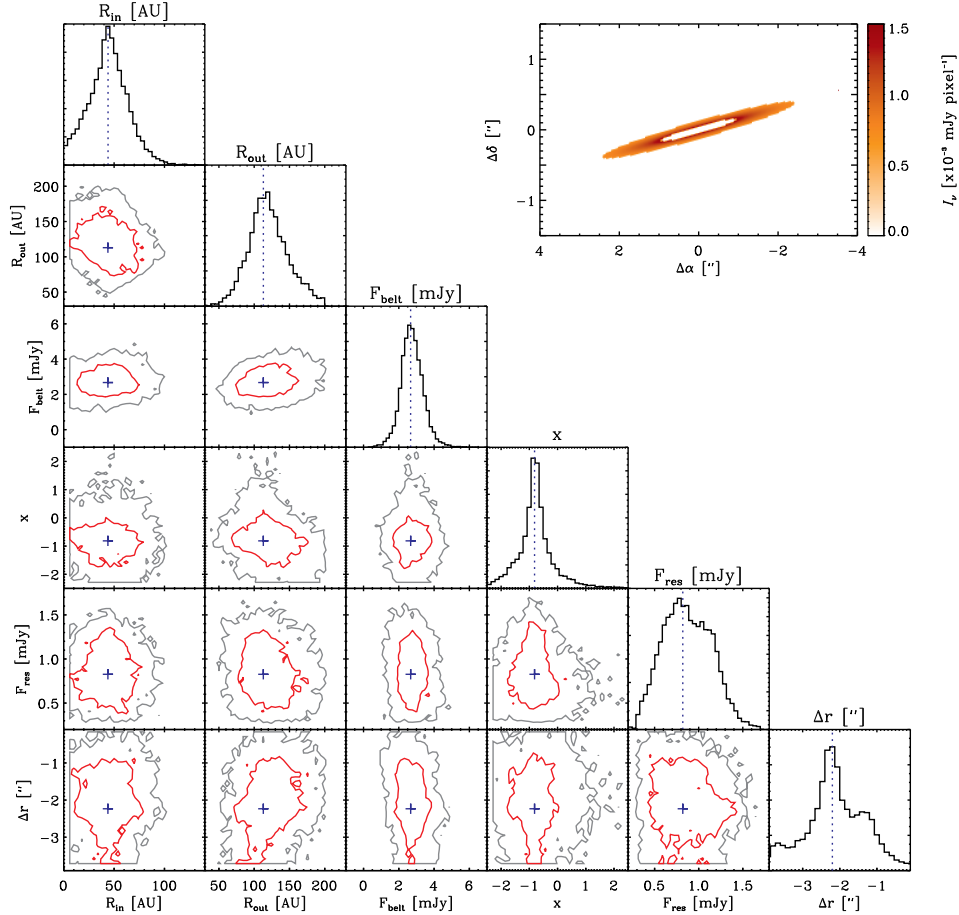 R_in [AU]
1.5
1
1.0
Δδ [″]
0
0.5
I_ν [x10⁻³ mJy pixel⁻¹]
-1
0.0
4 2 0 -2 -4
Δα [″]
R_out [AU]
200
150
100
50
R_out [AU]
F_belt [mJy]
6
4
2
0
F_belt [mJy]
x
2
1
0
-1
-2
x
F_res [mJy]
1.5
1.0
0.5
F_res [mJy]
Δr [″]
-1
-2
-3
Δr [″]
0 50 100
50 100 150 200
0 2 4 6
-2 -1 0 1 2
0.5 1.0 1.5
-3 -2 -1
R_in [AU]
R_out [AU]
F_belt [mJy]
x
F_res [mJy]
Δr [″]